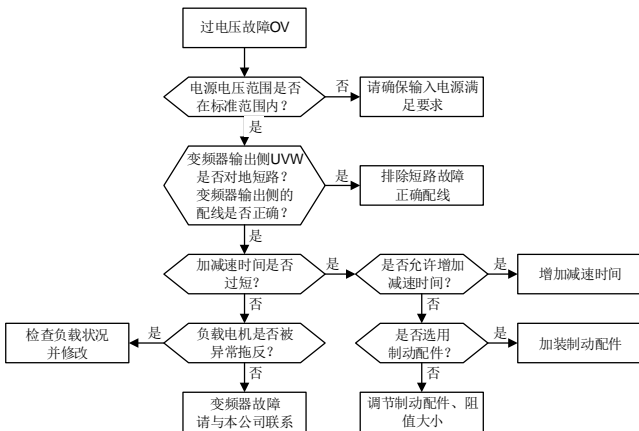 过电压故障OV
电源电压范围是否
在标准范围内？
否
请确保输入电源满
足要求
是
变频器输出侧UVW
是否对地短路？
变频器输出侧的
配线是否正确？
是
排除短路故障
正确配线
是
加减速时间是否
过短？
是
是否允许增加
减速时间？
是
增加减速时间
否
否
检查负载状况
并修改
是
负载电机是否被
异常拖反？
是否选用
制动配件？
是
加装制动配件
否
否
变频器故障
请与本公司联系
调节制动配件、阻
值大小